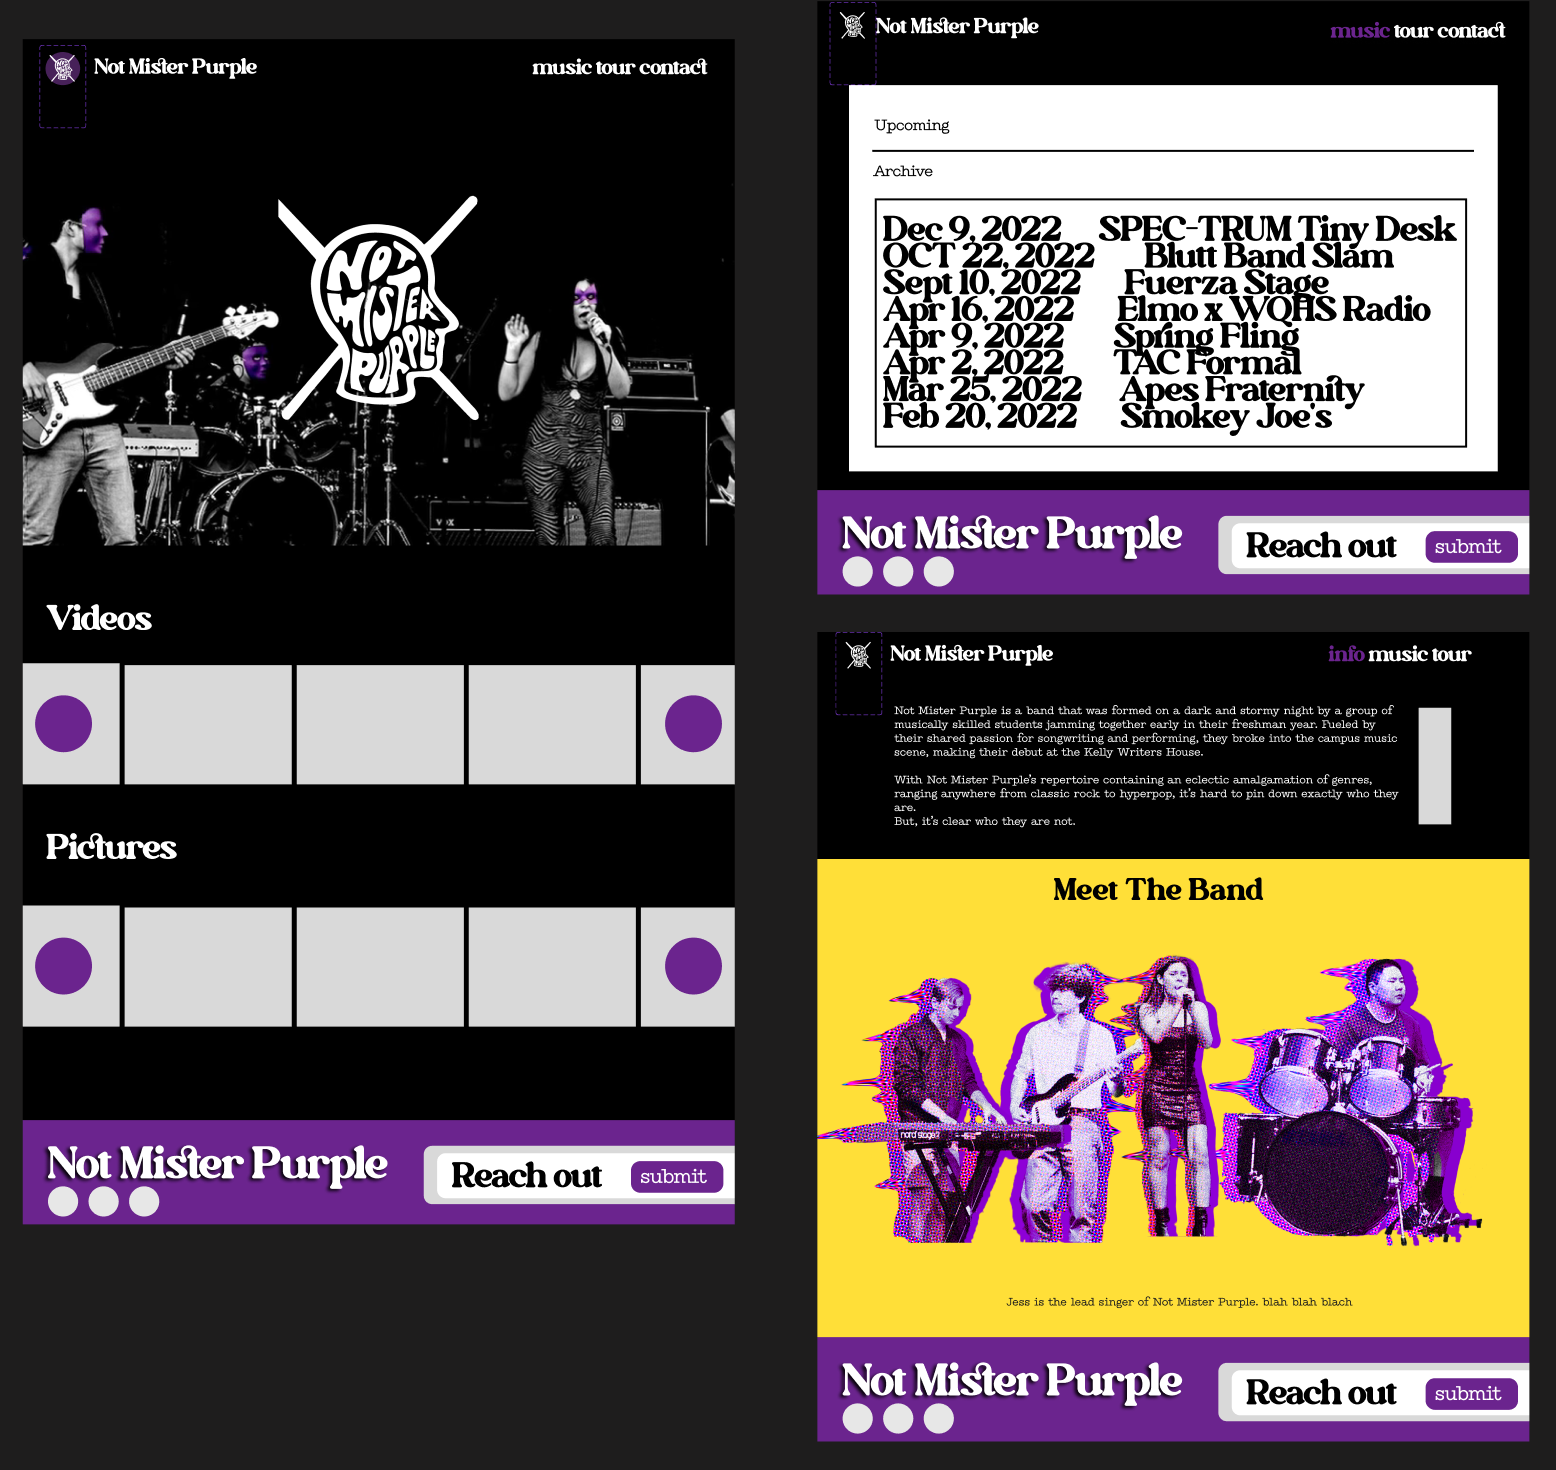 Not Mister Purple
music tour contact
NOT
MISTER
PURPLE
Videos
Pictures
Not Mister Purple
Reach out
submit
Not Mister Purple
music tour contact
Upcoming
Archive
Dec 9, 2022 SPEC-TRUM Tiny Desk
OCT 22, 2022 Blutt Band Slam
Sept 10, 2022 Fuerza Stage
Apr 16, 2022 Elmo x WQHS Radio
Apr 9, 2022 Spring Fling
Apr 2, 2022 TAC Formal
Mar 25, 2022 Apes Fraternity
Feb 20, 2022 Smokey Joe's
Not Mister Purple
Reach out
submit
Not Mister Purple
info music tour
Not Mister Purple is a band that was formed on a dark and stormy night by a group of
musically skilled students jamming together early in their freshman year. Fueled by
their shared passion for songwriting and performing, they broke into the campus music
scene, making their debut at the Kelly Writers House.
With Not Mister Purple's repertoire containing an eclectic amalgamation of genres,
ranging anywhere from classic rock to hyperpop, it's hard to pin down exactly who they
are.
But, it's clear who they are not.
Meet The Band
nord stage
Jess is the lead singer of Not Mister Purple. blah blah blach
Not Mister Purple
Reach out
submit